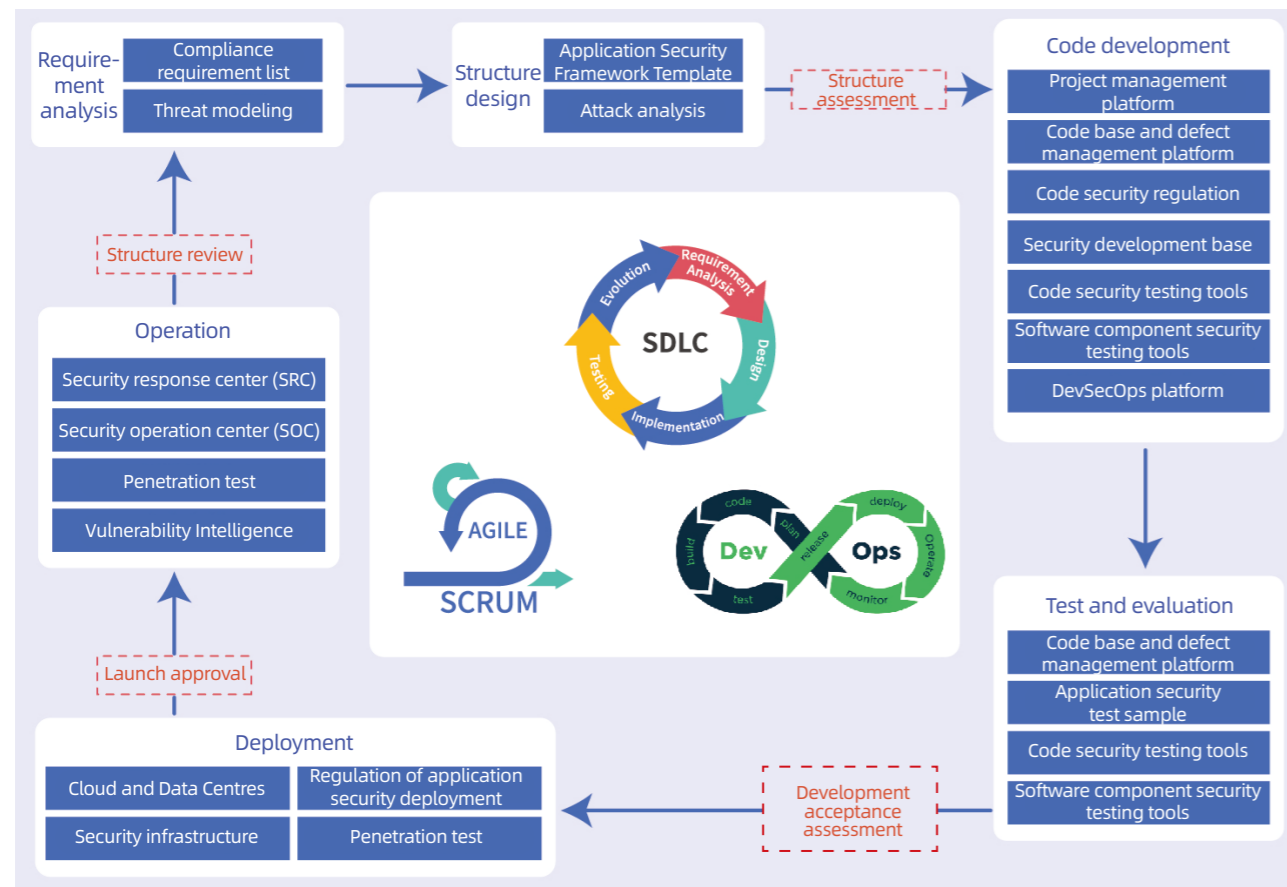 Require-
ment
analysis
Compliance
requirement list
Threat modeling
Structure
design
Application Security
Framework Template
Attack analysis
Structure
assessment
Code development
Project management
platform
Code base and defect
management platform
Code security regulation
Security development base
Code security testing tools
Software component security
testing tools
DevSecOps platform
Structure review
Operation
Security response center (SRC)
Security operation center (SOC)
Penetration test
Vulnerability Intelligence
Evolution
Requirement
Analysis
Design
Implementation
Testing
SDLC
AGILE
SCRUM
code
plan
build
test
release
deploy
Operate
monitor
Dev
Ops
Test and evaluation
Code base and defect
management platform
Application security
test sample
Code security testing tools
Software component security
testing tools
Launch approval
Deployment
Cloud and Data Centres
Regulation of application
security deployment
Security infrastructure
Penetration test
Development
acceptance
assessment